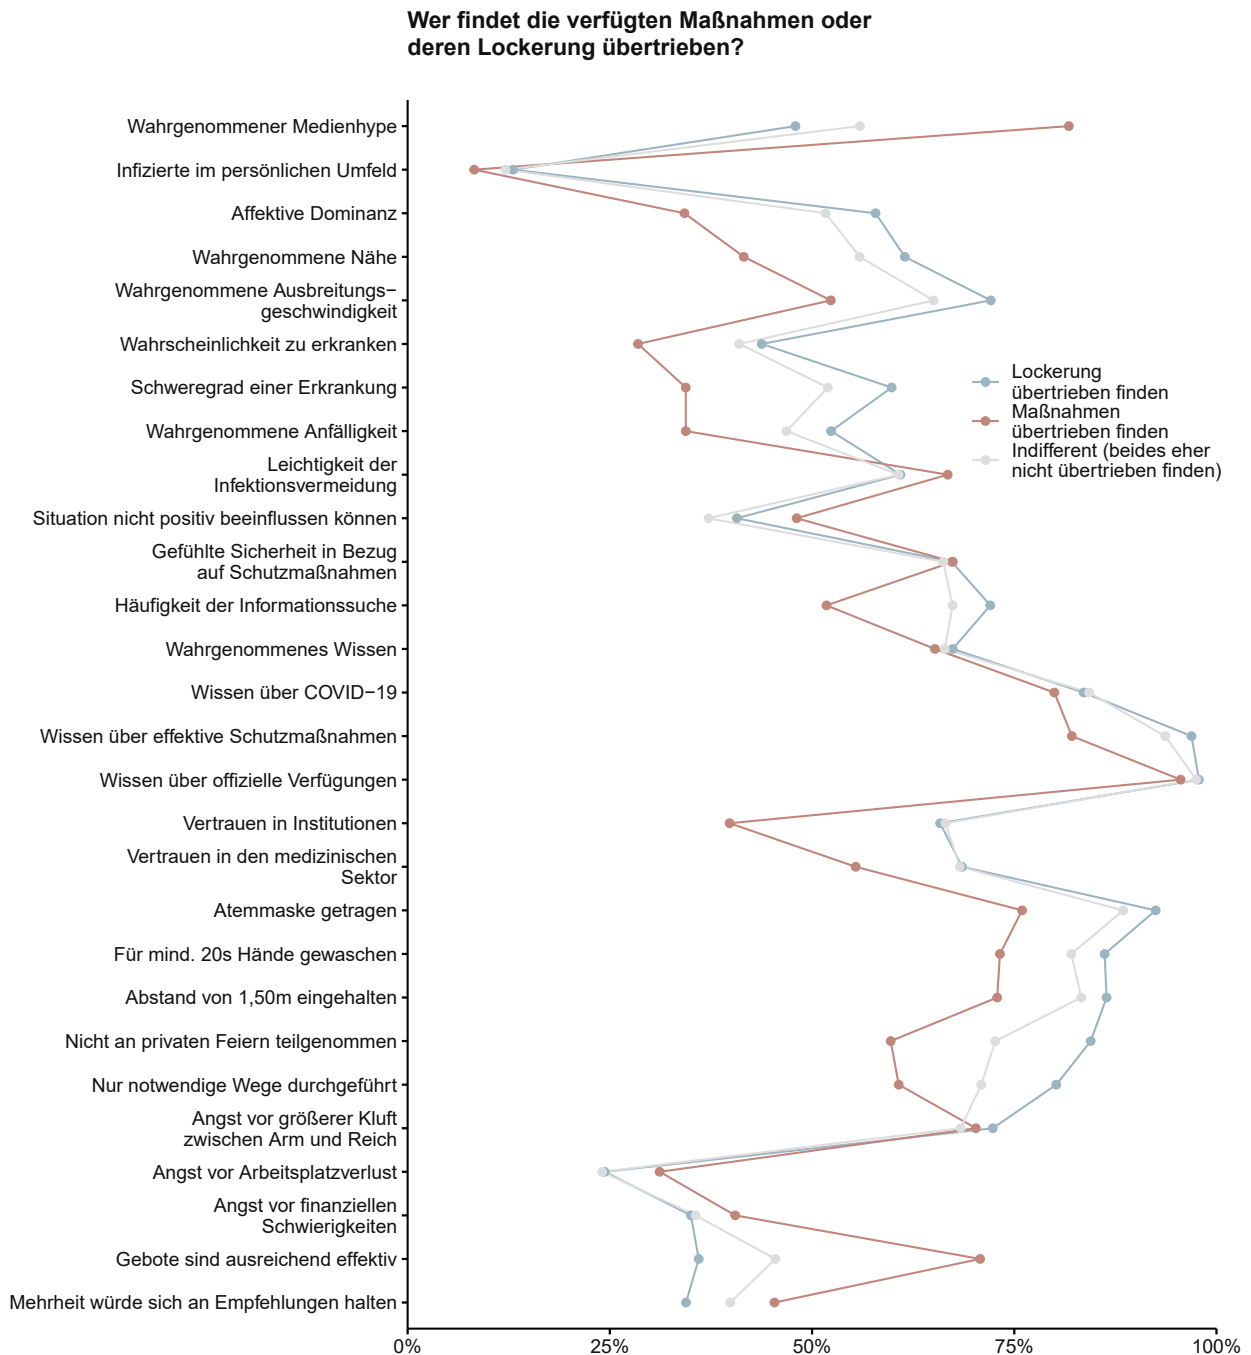 Wer findet die verfügten Maßnahmen oder
deren Lockerung übertrieben?
Wahrgenommener Medienhype
Infizierte im persönlichen Umfeld
Affektive Dominanz
Wahrgenommene Nähe
Wahrgenommene Ausbreitungs−
geschwindigkeit
Wahrscheinlichkeit zu erkranken
Schweregrad einer Erkrankung
Wahrgenommene Anfälligkeit
Leichtigkeit der
Infektionsvermeidung
Situation nicht positiv beeinflussen können
Gefühlte Sicherheit in Bezug
auf Schutzmaßnahmen
Häufigkeit der Informationssuche
Wahrgenommenes Wissen
Wissen über COVID−19
Wissen über effektive Schutzmaßnahmen
Wissen über offizielle Verfügungen
Vertrauen in Institutionen
Vertrauen in den medizinischen
Sektor
Atemmaske getragen
Für mind. 20s Hände gewaschen
Abstand von 1,50m eingehalten
Nicht an privaten Feiern teilgenommen
Nur notwendige Wege durchgeführt
Angst vor größerer Kluft
zwischen Arm und Reich
Angst vor Arbeitsplatzverlust
Angst vor finanziellen
Schwierigkeiten
Gebote sind ausreichend effektiv
Mehrheit würde sich an Empfehlungen halten
Lockerung
übertrieben finden
Maßnahmen
übertrieben finden
Indifferent (beides eher
nicht übertrieben finden)
0%
25%
50%
75%
100%